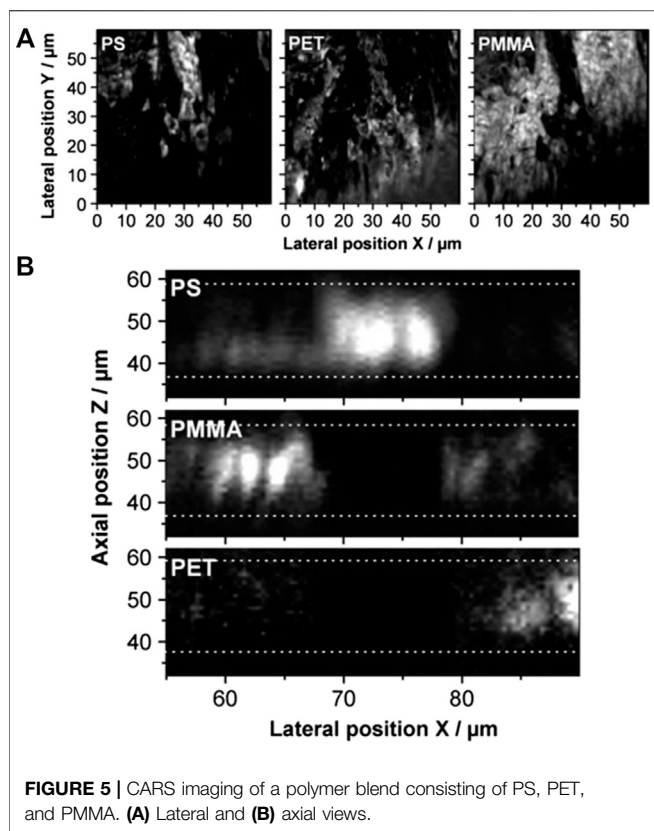 A
PS
PET
PMMA
Lateral position Y / µm
50
40
30
20
10
0
0 10 20 30 40 50
0 10 20 30 40 50
0 10 20 30 40 50
Lateral position X / µm
B
PS
60
50
40
PMMA
60
50
40
PET
60
50
40
Axial position Z / µm
60 70 80
Lateral position X / µm
FIGURE 5 | CARS imaging of a polymer blend consisting of PS, PET,
and PMMA. (A) Lateral and (B) axial views.